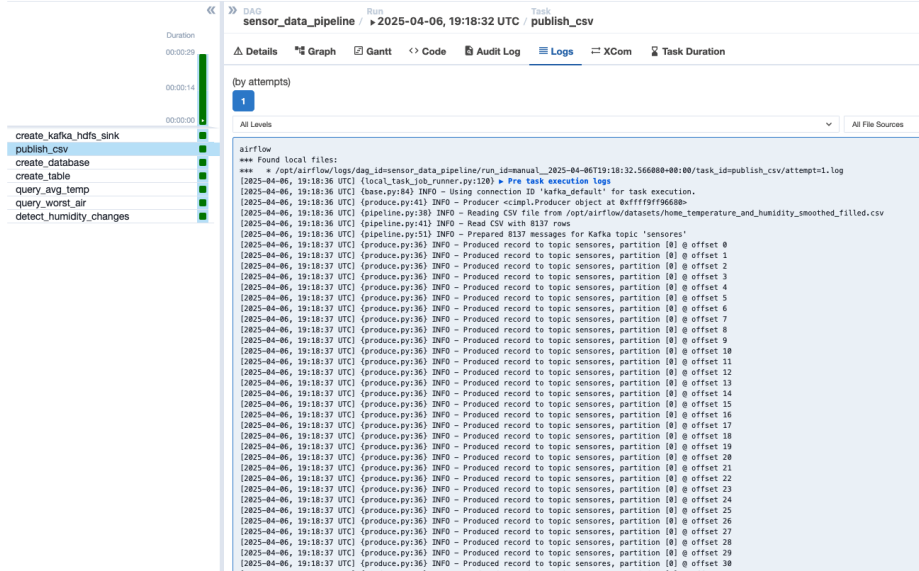 DAG
Run
Task
sensor_data_pipeline / ▶ 2025-04-06, 19:18:32 UTC / publish_csv
Duration
00:00:29
00:00:14
00:00:00
create_kafka_hdfs_sink
publish_csv
create_database
create_table
query_avg_temp
query_worst_air
detect_humidity_changes
Details
Graph
Gantt
Code
Audit Log
Logs
XCom
Task Duration
(by attempts)
1
All Levels
All File Sources
airflow
*** Found local files:
***   * /opt/airflow/logs/dag_id=sensor_data_pipeline/run_id=manual__2025-04-06T19:18:32.566080+00:00/task_id=publish_csv/attempt=1.log
[2025-04-06, 19:18:36 UTC] {local_task_job_runner.py:120} ▶ Pre task execution logs
[2025-04-06, 19:18:36 UTC] {base.py:84} INFO - Using connection ID 'kafka_default' for task execution.
[2025-04-06, 19:18:36 UTC] {produce.py:41} INFO - Producer <cimpl.Producer object at 0xffff9ff96680>
[2025-04-06, 19:18:36 UTC] {pipeline.py:38} INFO - Reading CSV file from /opt/airflow/datasets/home_temperature_and_humidity_smoothed_filled.csv
[2025-04-06, 19:18:36 UTC] {pipeline.py:41} INFO - Read CSV with 8137 rows
[2025-04-06, 19:18:36 UTC] {pipeline.py:51} INFO - Prepared 8137 messages for Kafka topic 'sensores'
[2025-04-06, 19:18:37 UTC] {produce.py:36} INFO - Produced record to topic sensores, partition [0] @ offset 0
[2025-04-06, 19:18:37 UTC] {produce.py:36} INFO - Produced record to topic sensores, partition [0] @ offset 1
[2025-04-06, 19:18:37 UTC] {produce.py:36} INFO - Produced record to topic sensores, partition [0] @ offset 2
[2025-04-06, 19:18:37 UTC] {produce.py:36} INFO - Produced record to topic sensores, partition [0] @ offset 3
[2025-04-06, 19:18:37 UTC] {produce.py:36} INFO - Produced record to topic sensores, partition [0] @ offset 4
[2025-04-06, 19:18:37 UTC] {produce.py:36} INFO - Produced record to topic sensores, partition [0] @ offset 5
[2025-04-06, 19:18:37 UTC] {produce.py:36} INFO - Produced record to topic sensores, partition [0] @ offset 6
[2025-04-06, 19:18:37 UTC] {produce.py:36} INFO - Produced record to topic sensores, partition [0] @ offset 7
[2025-04-06, 19:18:37 UTC] {produce.py:36} INFO - Produced record to topic sensores, partition [0] @ offset 8
[2025-04-06, 19:18:37 UTC] {produce.py:36} INFO - Produced record to topic sensores, partition [0] @ offset 9
[2025-04-06, 19:18:37 UTC] {produce.py:36} INFO - Produced record to topic sensores, partition [0] @ offset 10
[2025-04-06, 19:18:37 UTC] {produce.py:36} INFO - Produced record to topic sensores, partition [0] @ offset 11
[2025-04-06, 19:18:37 UTC] {produce.py:36} INFO - Produced record to topic sensores, partition [0] @ offset 12
[2025-04-06, 19:18:37 UTC] {produce.py:36} INFO - Produced record to topic sensores, partition [0] @ offset 13
[2025-04-06, 19:18:37 UTC] {produce.py:36} INFO - Produced record to topic sensores, partition [0] @ offset 14
[2025-04-06, 19:18:37 UTC] {produce.py:36} INFO - Produced record to topic sensores, partition [0] @ offset 15
[2025-04-06, 19:18:37 UTC] {produce.py:36} INFO - Produced record to topic sensores, partition [0] @ offset 16
[2025-04-06, 19:18:37 UTC] {produce.py:36} INFO - Produced record to topic sensores, partition [0] @ offset 17
[2025-04-06, 19:18:37 UTC] {produce.py:36} INFO - Produced record to topic sensores, partition [0] @ offset 18
[2025-04-06, 19:18:37 UTC] {produce.py:36} INFO - Produced record to topic sensores, partition [0] @ offset 19
[2025-04-06, 19:18:37 UTC] {produce.py:36} INFO - Produced record to topic sensores, partition [0] @ offset 20
[2025-04-06, 19:18:37 UTC] {produce.py:36} INFO - Produced record to topic sensores, partition [0] @ offset 21
[2025-04-06, 19:18:37 UTC] {produce.py:36} INFO - Produced record to topic sensores, partition [0] @ offset 22
[2025-04-06, 19:18:37 UTC] {produce.py:36} INFO - Produced record to topic sensores, partition [0] @ offset 23
[2025-04-06, 19:18:37 UTC] {produce.py:36} INFO - Produced record to topic sensores, partition [0] @ offset 24
[2025-04-06, 19:18:37 UTC] {produce.py:36} INFO - Produced record to topic sensores, partition [0] @ offset 25
[2025-04-06, 19:18:37 UTC] {produce.py:36} INFO - Produced record to topic sensores, partition [0] @ offset 26
[2025-04-06, 19:18:37 UTC] {produce.py:36} INFO - Produced record to topic sensores, partition [0] @ offset 27
[2025-04-06, 19:18:37 UTC] {produce.py:36} INFO - Produced record to topic sensores, partition [0] @ offset 28
[2025-04-06, 19:18:37 UTC] {produce.py:36} INFO - Produced record to topic sensores, partition [0] @ offset 29
[2025-04-06, 19:18:37 UTC] {produce.py:36} INFO - Produced record to topic sensores, partition [0] @ offset 30